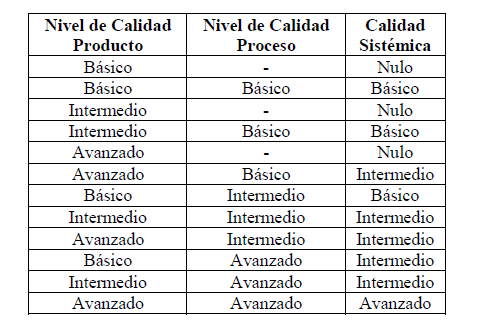 Nivel de Calidad Producto | Nivel de Calidad Proceso | Calidad Sistémica
Básico | - | Nulo
Básico | Básico | Básico
Intermedio | - | Nulo
Intermedio | Básico | Básico
Avanzado | - | Nulo
Avanzado | Básico | Intermedio
Básico | Intermedio | Básico
Intermedio | Intermedio | Intermedio
Avanzado | Intermedio | Intermedio
Básico | Avanzado | Intermedio
Intermedio | Avanzado | Intermedio
Avanzado | Avanzado | Avanzado